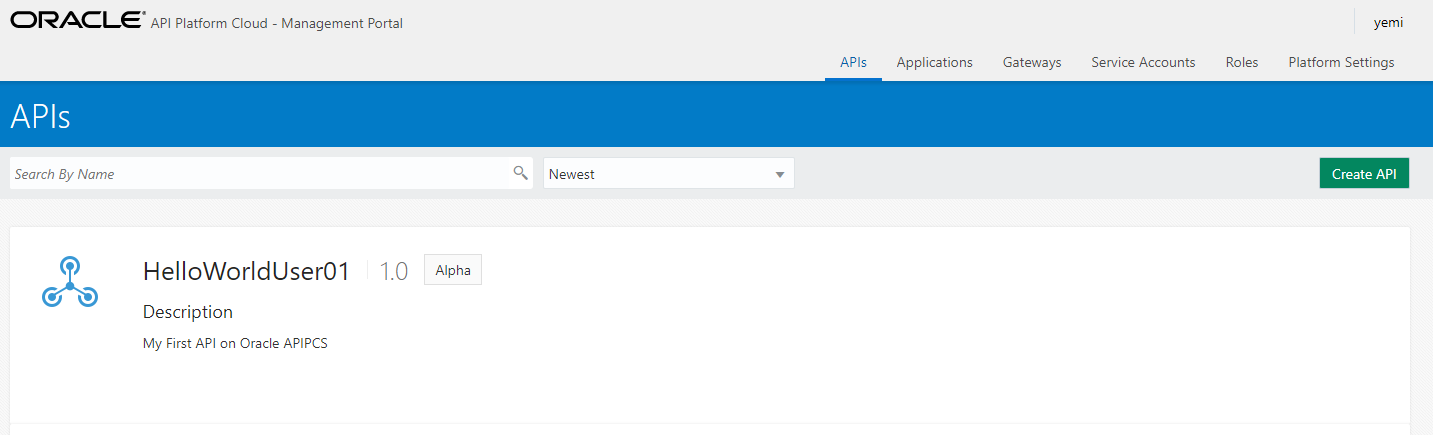 ORACLE® API Platform Cloud - Management Portal
yemi
APIs Applications Gateways Service Accounts Roles Platform Settings
APIs
Search By Name Newest Create API
HelloWorldUser01 1.0 Alpha
Description
My First API on Oracle APIPCS